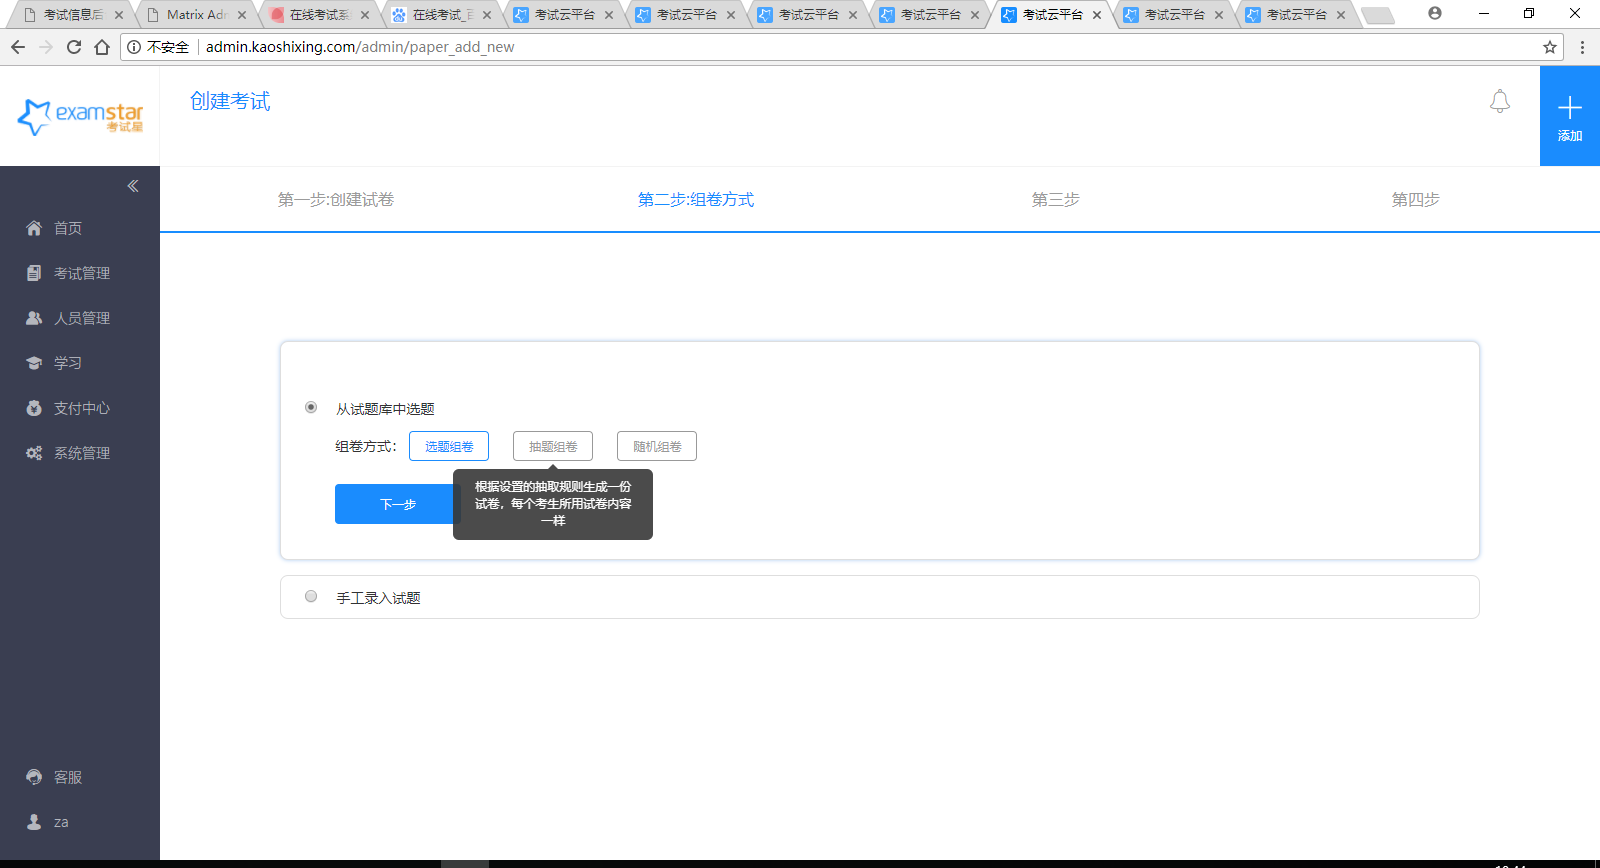 考试信息后
Matrix Adm
在线考试系
在线考试_百
考试云平台
考试云平台
考试云平台
考试云平台
考试云平台
考试云平台
考试云平台
不安全 admin.kaoshixing.com/admin/paper_add_new
examstar
考试星
创建考试
添加
第一步:创建试卷
第二步:组卷方式
第三步
第四步
首页
考试管理
人员管理
学习
支付中心
系统管理
客服
za
从试题库中选题
组卷方式: 选题组卷 抽题组卷 随机组卷
下一步
根据设置的抽取规则生成一份
试卷，每个考生所用试卷内容
一样
手工录入试题